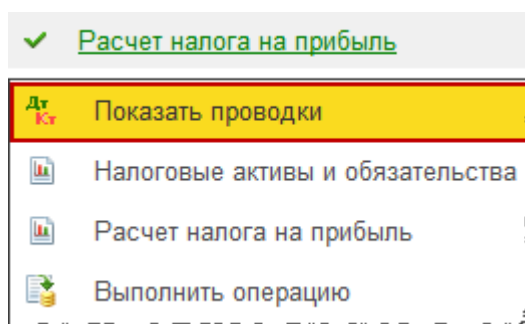 Расчет налога на прибыль
Дт Кт Показать проводки
Налоговые активы и обязательства
Расчет налога на прибыль
Выполнить операцию